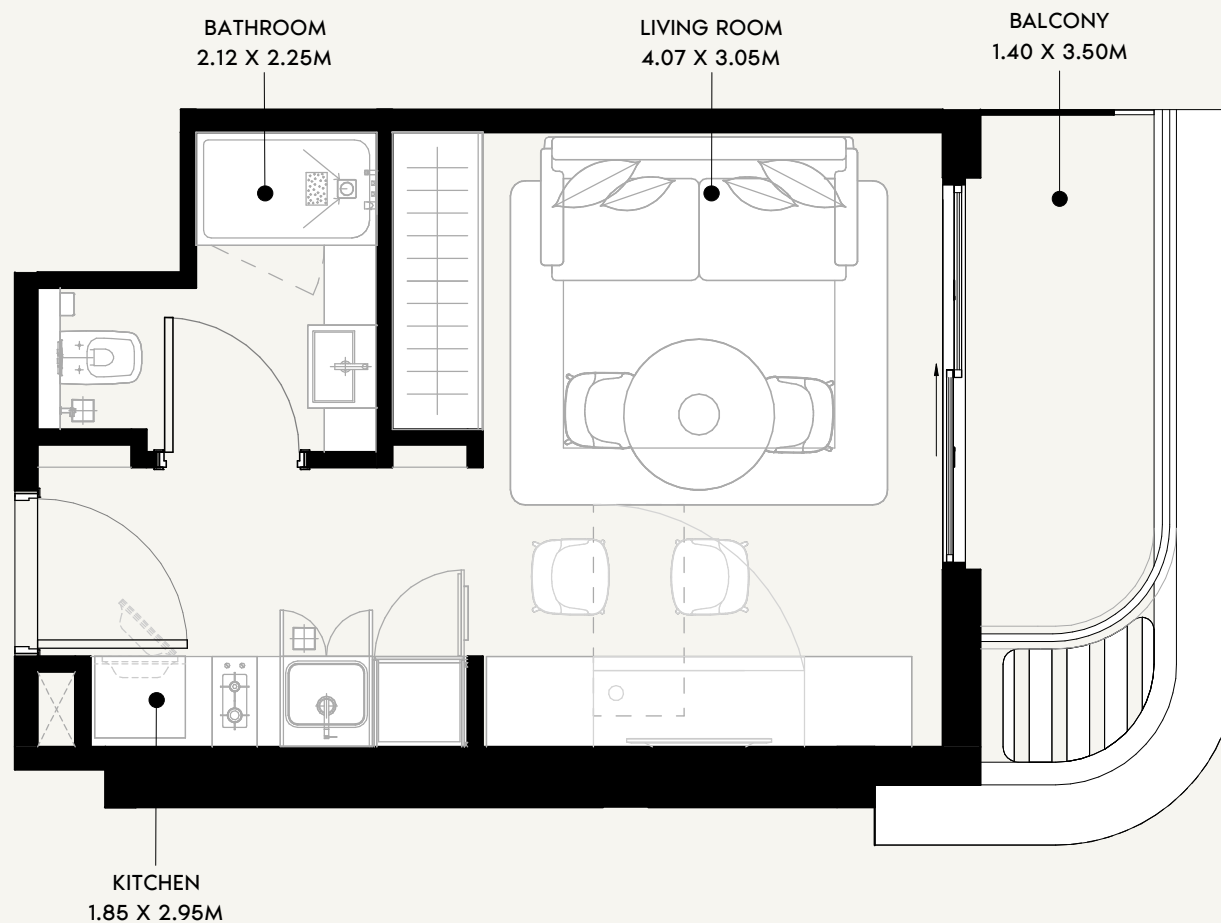 BATHROOM
2.12 X 2.25M
LIVING ROOM
4.07 X 3.05M
BALCONY
1.40 X 3.50M
KITCHEN
1.85 X 2.95M